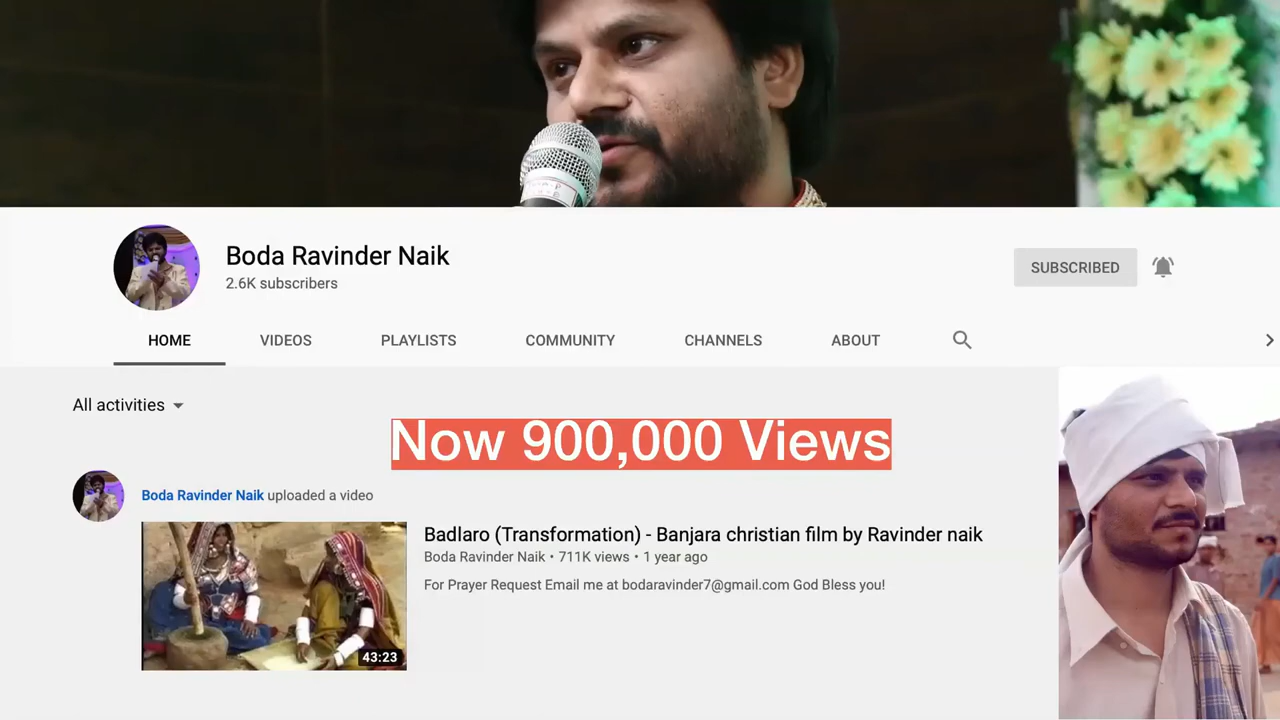 Boda Ravinder Naik
2.6K subscribers
SUBSCRIBED
HOME VIDEOS PLAYLISTS COMMUNITY CHANNELS ABOUT
All activities
Now 900,000 Views
Boda Ravinder Naik uploaded a video
Badlaro (Transformation) - Banjara christian film by Ravinder naik
Boda Ravinder Naik • 711K views • 1 year ago
For Prayer Request Email me at bodaravinder7@gmail.com God Bless you!
43:23